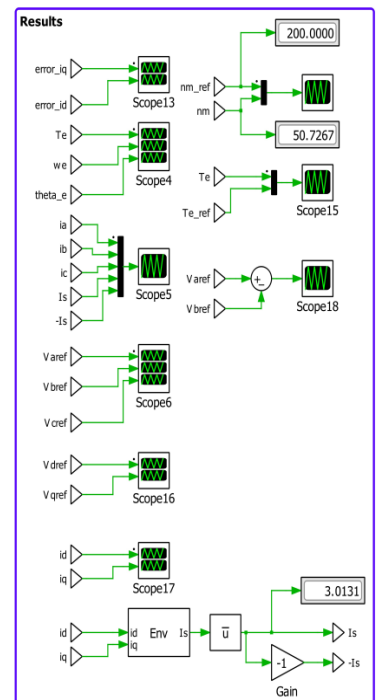 Results
error_iq
error_id
Scope13
200.0000
nm_ref
nm
50.7267
Te
we
theta_e
Scope4
Te
Te_ref
Scope15
ia
ib
ic
Is
-Is
Scope5
Varef
Vbref
+
-
Scope18
Varef
Vbref
Vcref
Scope6
Vdref
Vqref
Scope16
id
iq
Scope17
3.0131
id
iq
id
iq
Env
Is
u
Is
-1
-Is
Gain